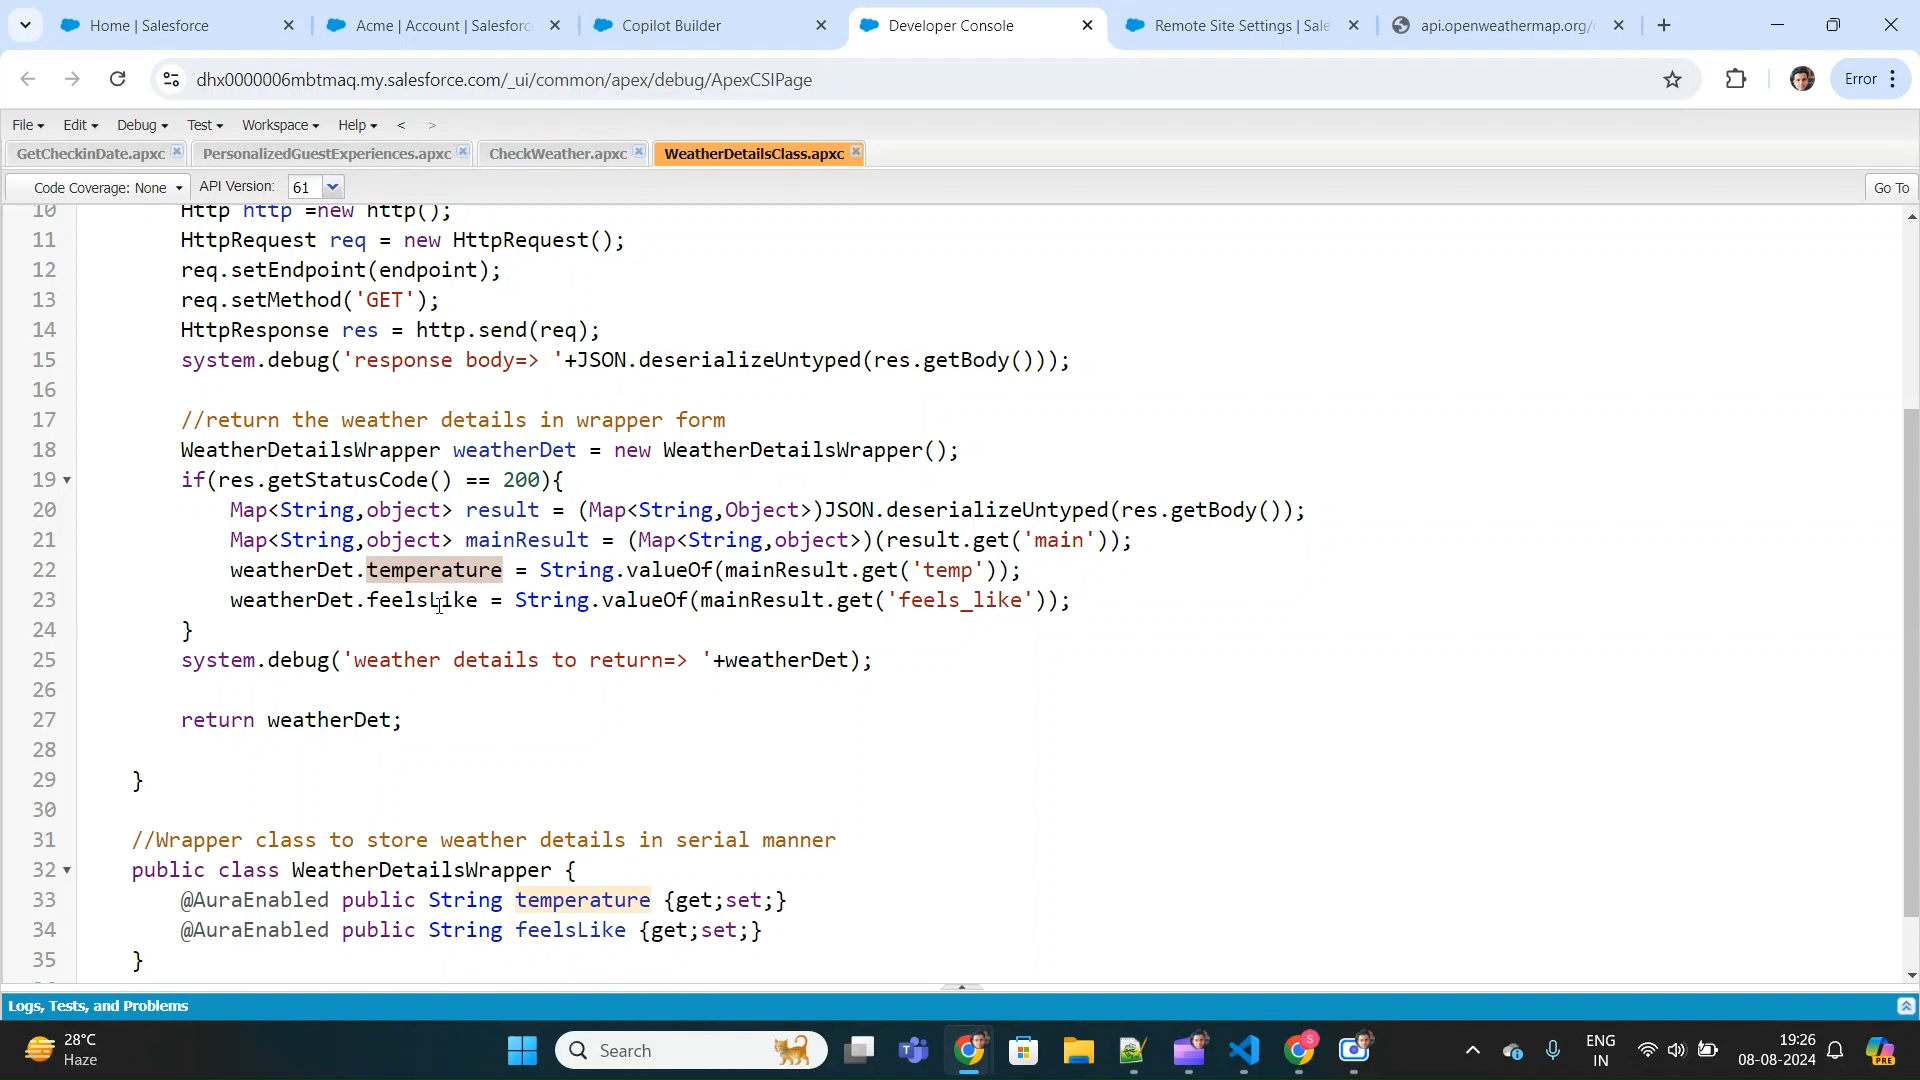 Home | Salesforce
Acme | Account | Salesforc
Copilot Builder
Developer Console
Remote Site Settings | Sale
api.openweathermap.org/
dhx0000006mbtmaq.my.salesforce.com/_ui/common/apex/debug/ApexCSIPage
Error
File Edit Debug Test Workspace Help < >
GetCheckinDate.apxc PersonalizedGuestExperiences.apxc CheckWeather.apxc WeatherDetailsClass.apxc
Code Coverage: None API Version: 61 Go To
10 Http http =new http();
11 HttpRequest req = new HttpRequest();
12 req.setEndpoint(endpoint);
13 req.setMethod('GET');
14 HttpResponse res = http.send(req);
15 system.debug('response body=> '+JSON.deserializeUntyped(res.getBody()));
16
17 //return the weather details in wrapper form
18 WeatherDetailsWrapper weatherDet = new WeatherDetailsWrapper();
19 if(res.getStatusCode() == 200){
20 Map<String,object> result = (Map<String,Object>)JSON.deserializeUntyped(res.getBody());
21 Map<String,object> mainResult = (Map<String,object>)(result.get('main'));
22 weatherDet.temperature = String.valueOf(mainResult.get('temp'));
23 weatherDet.feelsLike = String.valueOf(mainResult.get('feels_like'));
24 }
25 system.debug('weather details to return=> '+weatherDet);
26
27 return weatherDet;
28
29 }
30
31 //Wrapper class to store weather details in serial manner
32 public class WeatherDetailsWrapper {
33 @AuraEnabled public String temperature {get;set;}
34 @AuraEnabled public String feelsLike {get;set;}
35 }
Logs, Tests, and Problems
28°C
Haze
Search
ENG
IN
19:26
08-08-2024
PRE